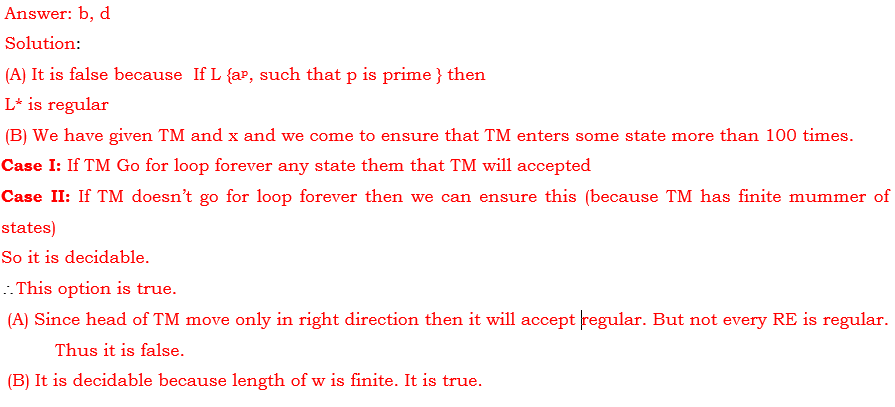 Answer: b, d
Solution:
(A) It is false because If L {aᵖ, such that p is prime } then
L* is regular
(B) We have given TM and x and we come to ensure that TM enters some state more than 100 times.
Case I: If TM Go for loop forever any state them that TM will accepted
Case II: If TM doesn't go for loop forever then we can ensure this (because TM has finite mummer of
states)
So it is decidable.
∴This option is true.
(A) Since head of TM move only in right direction then it will accept regular. But not every RE is regular.
Thus it is false.
(B) It is decidable because length of w is finite. It is true.